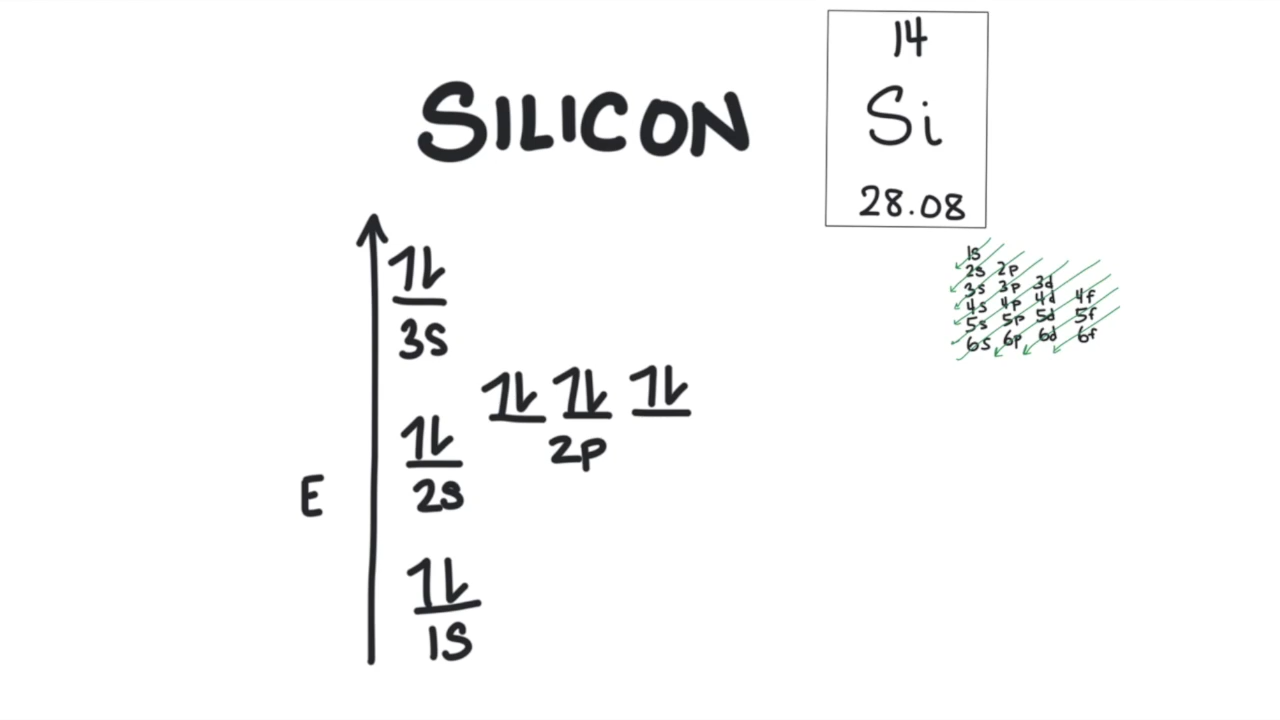 14
SILICON
Si
28.08
1s
2s 2p
3s 3p 3d
4s 4p 4d 4f
5s 5p 5d 5f
6s 6p 6d 6f
3s
2p
2s
E
1s